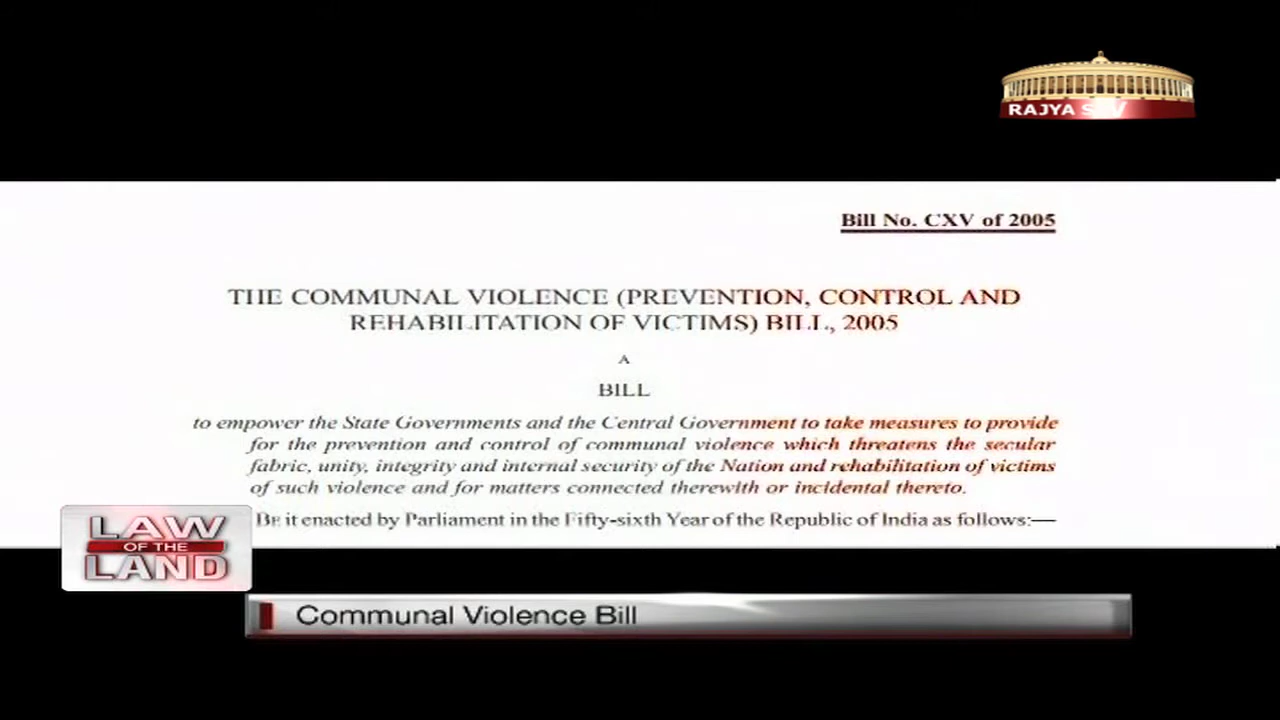 RAJYA S V
Bill No. CXV of 2005
THE COMMUNAL VIOLENCE (PREVENTION, CONTROL AND
REHABILITATION OF VICTIMS) BILL, 2005
A
BILL
to empower the State Governments and the Central Government to take measures to provide
for the prevention and control of communal violence which threatens the secular
fabric, unity, integrity and internal security of the Nation and rehabilitation of victims
of such violence and for matters connected therewith or incidental thereto.
BE it enacted by Parliament in the Fifty-sixth Year of the Republic of India as follows:—
LAW
OF THE
LAND
Communal Violence Bill